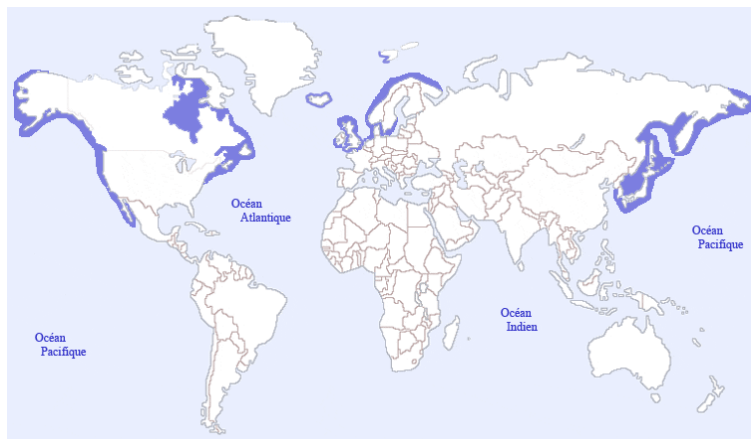 Océan
Atlantique
Océan
Pacifique
Océan
Indien
Océan
Pacifique